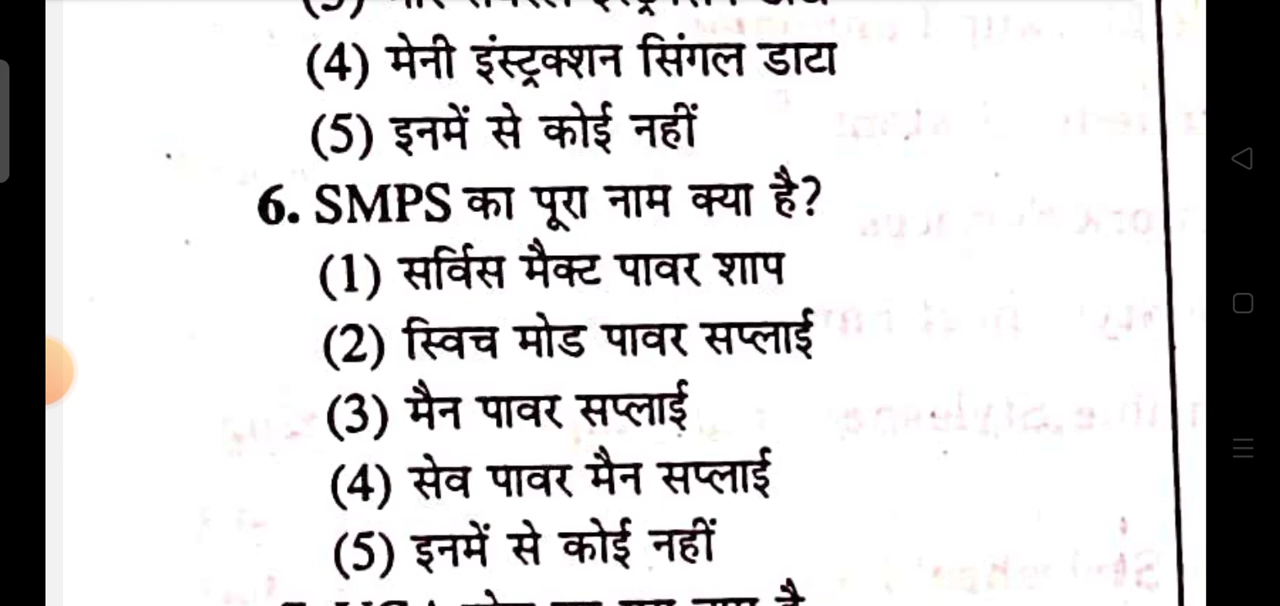 (4) मेनी इंस्ट्रक्शन सिंगल डाटा
(5) इनमें से कोई नहीं
6. SMPS का पूरा नाम क्या है?
(1) सर्विस मैक्ट पावर शाप
(2) स्विच मोड पावर सप्लाई
(3) मैन पावर सप्लाई
(4) सेव पावर मैन सप्लाई
(5) इनमें से कोई नहीं